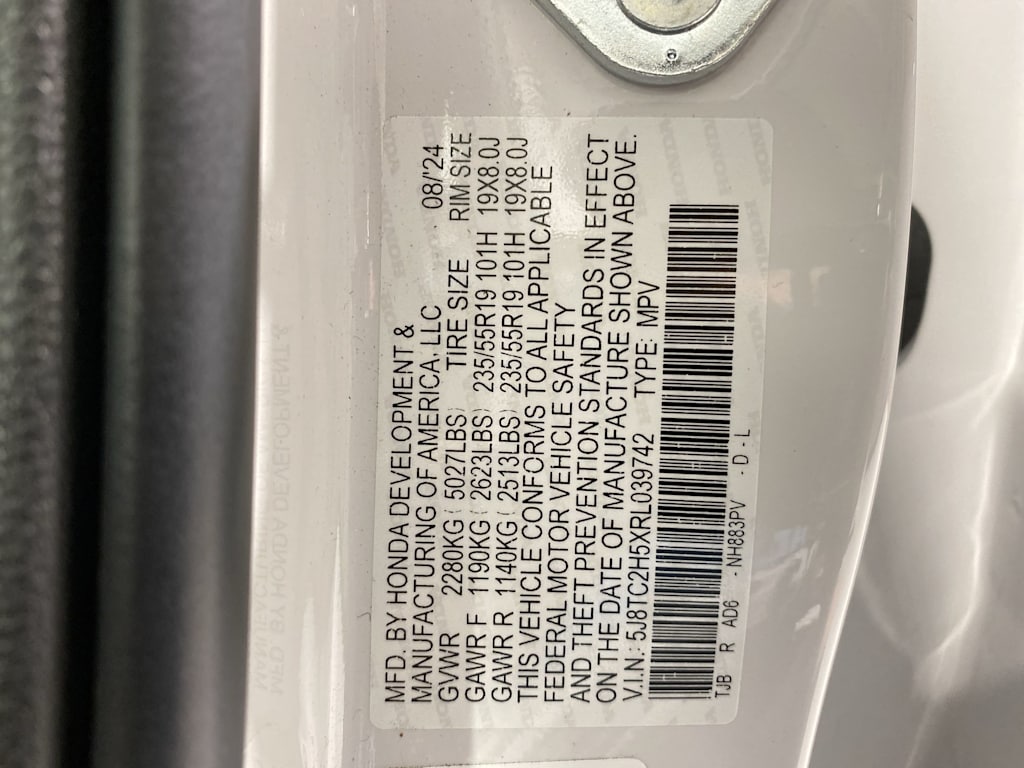 MFD. BY HONDA DEVELOPMENT &
MANUFACTURING OF AMERICA, LLC 08/'24
GVWR 2280KG ( 5027LBS) TIRE SIZE RIM SIZE
GAWR F 1190KG ( 2623LBS) 235/55R19 101H 19X8.0J
GAWR R 1140KG ( 2513LBS) 235/55R19 101H 19X8.0J
THIS VEHICLE CONFORMS TO ALL APPLICABLE
FEDERAL MOTOR VEHICLE SAFETY
AND THEFT PREVENTION STANDARDS IN EFFECT
ON THE DATE OF MANUFACTURE SHOWN ABOVE.
V.I.N.: 5J8TC2H5XRL039742 TYPE: MPV
TJB R AD6 - NH883PV - D - L